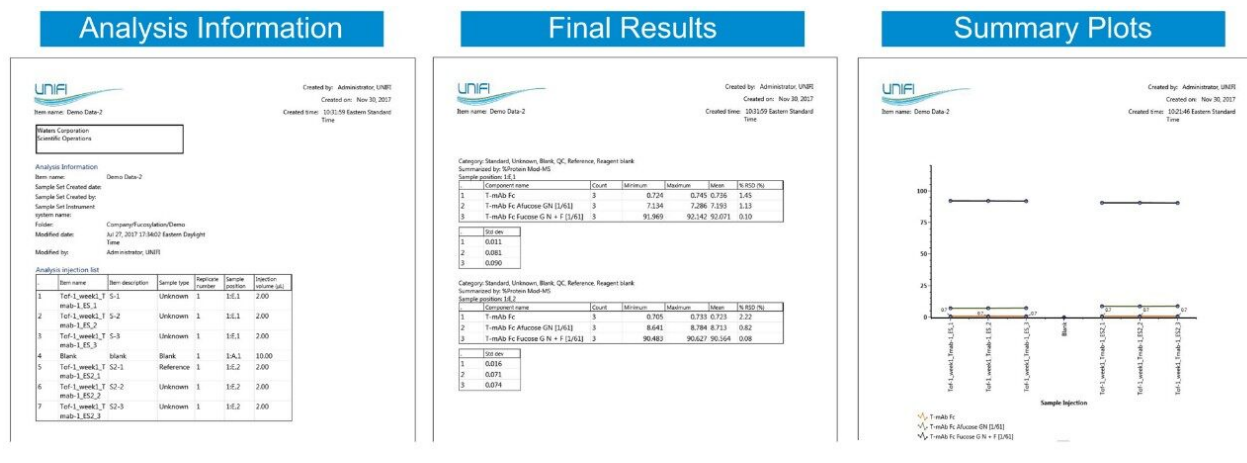 Analysis Information
UNIFI
Created by: Administrator, UNIFI
Created on: Nov 30, 2017
Item name: Demo Data-2
Created time: 10:31:59 Eastern Standard
Time
Waters Corporation
Scientific Operations
Analysis Information
Item name: Demo Data-2
Sample Set Created date:
Sample Set Created by:
Sample Set Instrument
system name:
Folder: Company/Fucosylation/Demo
Modified date: Jul 27, 2017 17:34:02 Eastern Daylight
Time
Modified by: Administrator, UNIFI
Analysis injection list
Item name Item description Sample type Replicate number Sample position Injection volume (µL)
1 Tof-1_week1_T S-1 Unknown 1 1:E,1 2.00
mab-1_ES_1
2 Tof-1_week1_T S-2 Unknown 1 1:E,1 2.00
mab-1_ES_2
3 Tof-1_week1_T S-3 Unknown 1 1:E,1 2.00
mab-1_ES_3
4 Blank blank Blank 1 1:A,1 10.00
5 Tof-1_week1_T S2-1 Reference 1 1:E,2 2.00
mab-1_ES2_1
6 Tof-1_week1_T S2-2 Unknown 1 1:E,2 2.00
mab-1_ES2_2
7 Tof-1_week1_T S2-3 Unknown 1 1:E,2 2.00
mab-1_ES2_3
Final Results
UNIFI
Created by: Administrator, UNIFI
Created on: Nov 30, 2017
Item name: Demo Data-2
Created time: 10:31:59 Eastern Standard
Time
Category: Standard, Unknown, Blank, QC, Reference, Reagent blank
Summarized by: %Protein Mod-MS
Sample position: 1:E,1
Component name Count Minimum Maximum Mean % RSD (%)
1 T-mAb Fc 3 0.724 0.745 0.736 1.45
2 T-mAb Fc Afucose GN [1/61] 3 7.134 7.286 7.193 1.13
3 T-mAb Fc Fucose G N + F [1/61] 3 91.969 92.142 92.071 0.10
Std dev
1 0.011
2 0.081
3 0.090
Category: Standard, Unknown, Blank, QC, Reference, Reagent blank
Summarized by: %Protein Mod-MS
Sample position: 1:E,2
Component name Count Minimum Maximum Mean % RSD (%)
1 T-mAb Fc 3 0.705 0.733 0.723 2.22
2 T-mAb Fc Afucose GN [1/61] 3 8.641 8.784 8.713 0.82
3 T-mAb Fc Fucose G N + F [1/61] 3 90.483 90.627 90.564 0.08
Std dev
1 0.016
2 0.071
3 0.074
Summary Plots
UNIFI
Created by: Administrator, UNIFI
Created on: Nov 30, 2017
Item name: Demo Data-2
Created time: 10:21:46 Eastern Standard
Time
100
75
50
25
0
Tof-1_week1_Tmab-1_ES_1
Tof-1_week1_Tmab-1_ES_2
Tof-1_week1_Tmab-1_ES_3
Blank
Tof-1_week1_Tmab-1_ES2_1
Tof-1_week1_Tmab-1_ES2_2
Tof-1_week1_Tmab-1_ES2_3
Sample Injection
T-mAb Fc
T-mAb Fc Afucose GN [1/61]
T-mAb Fc Fucose G N + F [1/61]